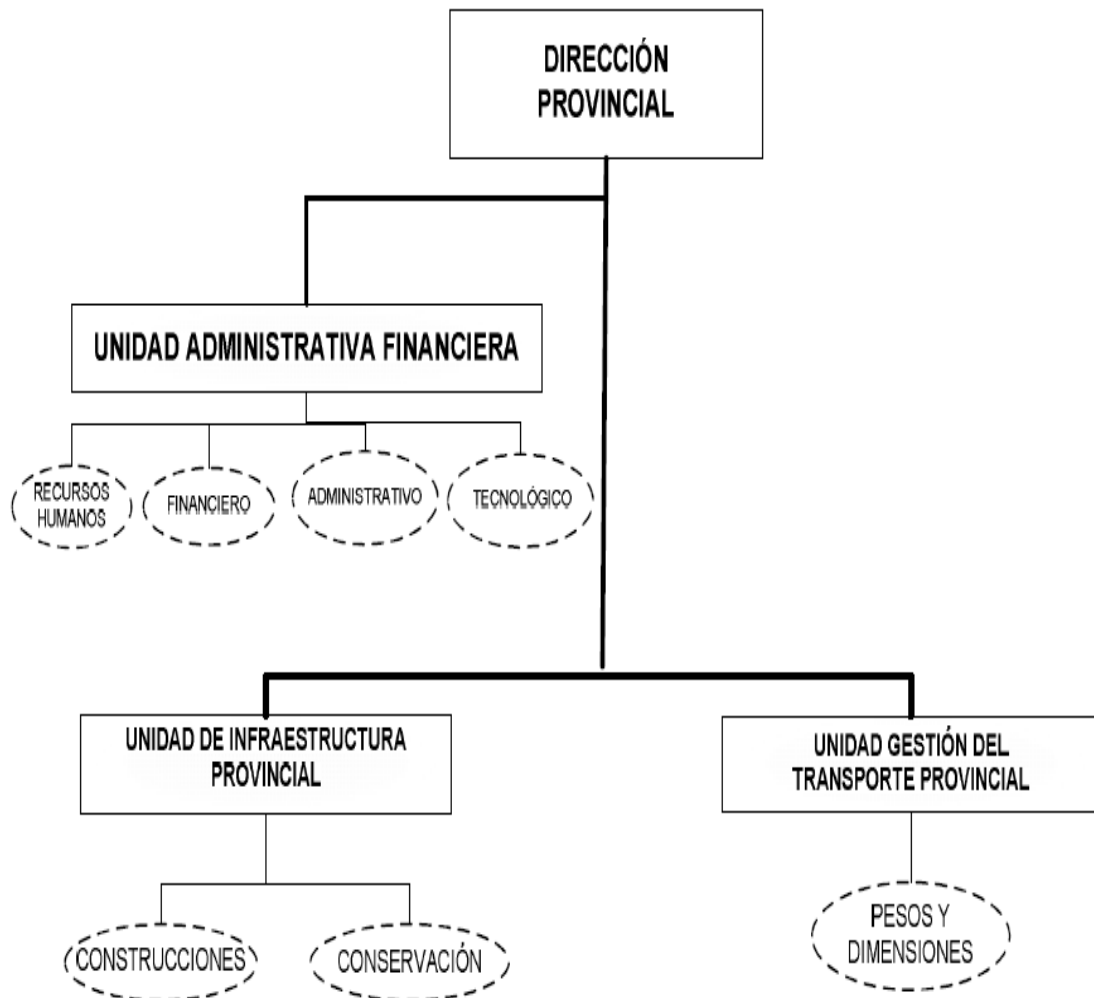 DIRECCIÓN
PROVINCIAL
UNIDAD ADMINISTRATIVA FINANCIERA
RECURSOS
HUMANOS
FINANCIERO
ADMINISTRATIVO
TECNOLÓGICO
UNIDAD DE INFRAESTRUCTURA
PROVINCIAL
UNIDAD GESTIÓN DEL
TRANSPORTE PROVINCIAL
CONSTRUCCIONES
CONSERVACIÓN
PESOS Y
DIMENSIONES